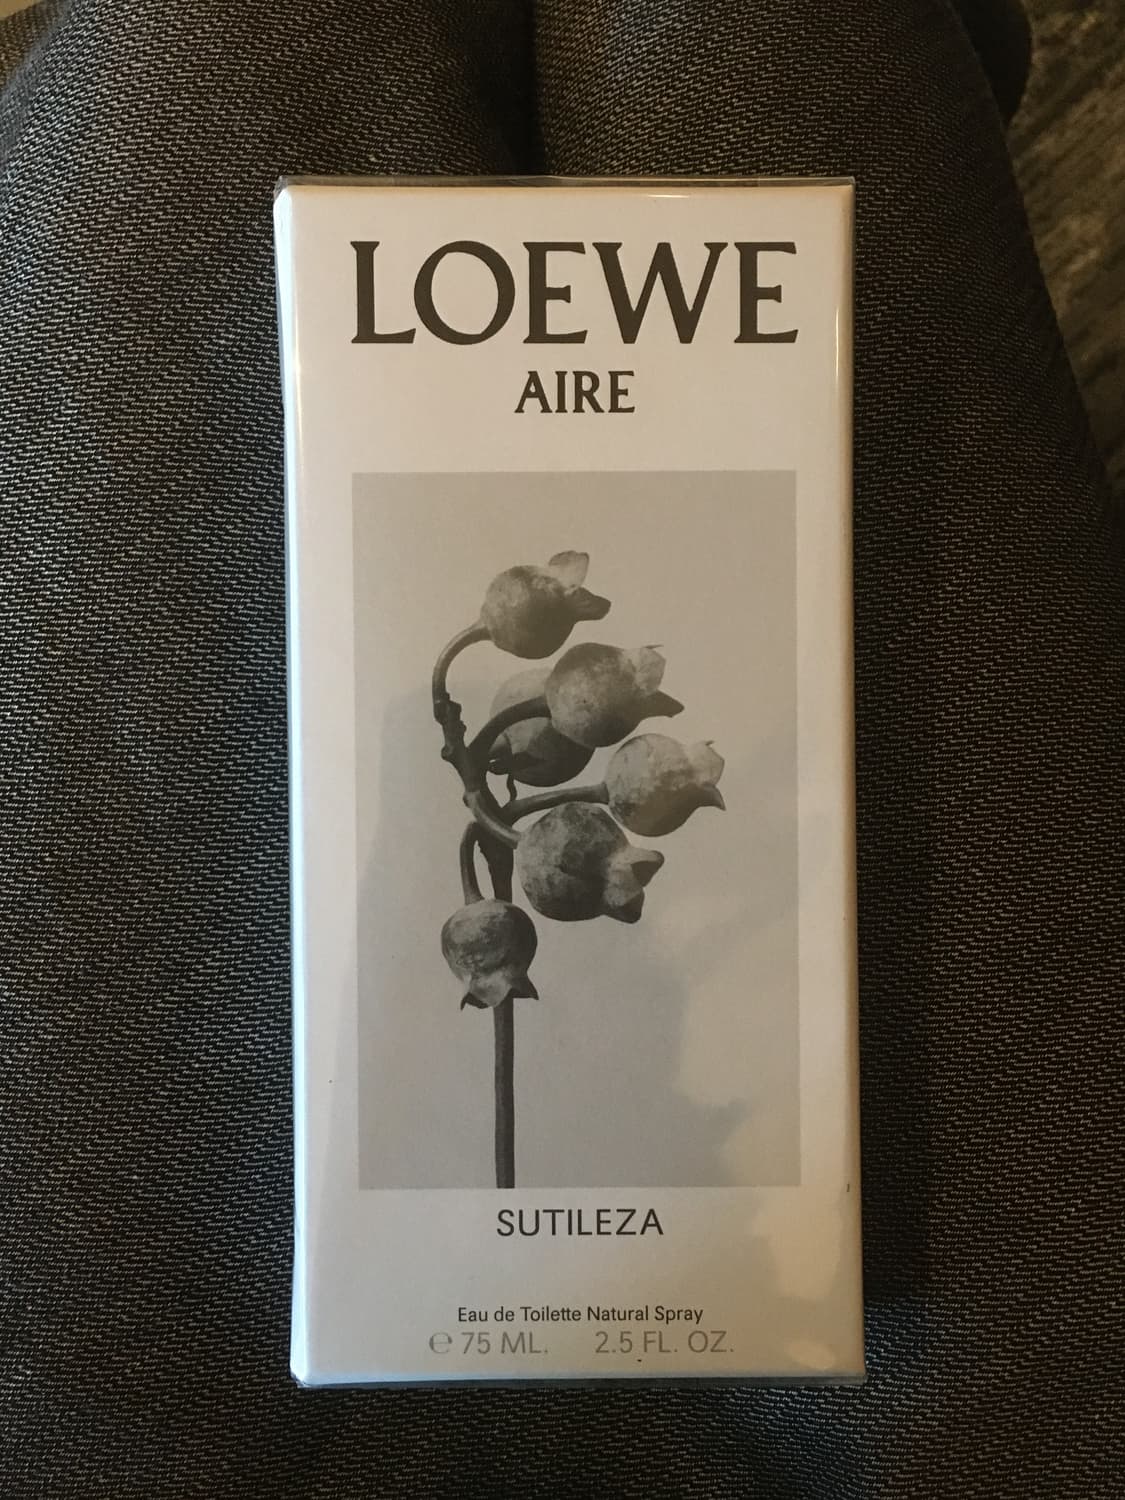 LOEWE
AIRE
SUTILEZA
Eau de Toilette Natural Spray
℮ 75 ML. 2.5 FL. OZ.